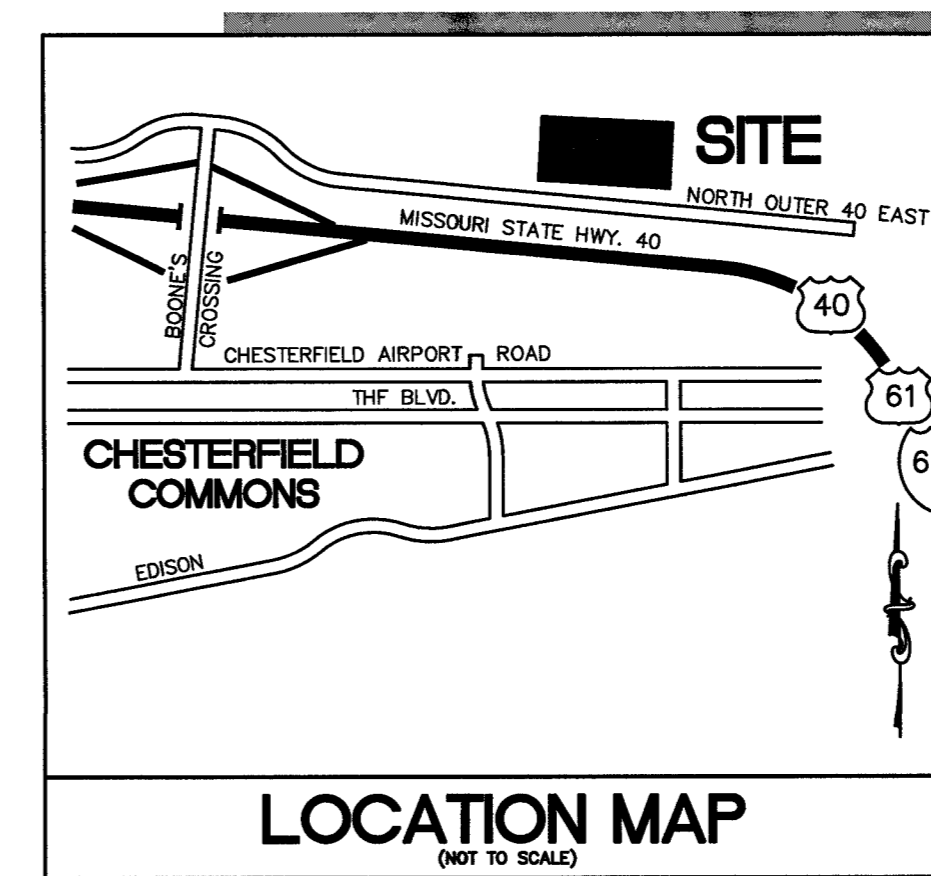 SITE
NORTH OUTER 40 EAST
MISSOURI STATE HWY. 40
BOONE'S
CROSSING
40
CHESTERFIELD AIRPORT ROAD
THF BLVD.
61
CHESTERFIELD
COMMONS
6
EDISON
LOCATION MAP
(NOT TO SCALE)